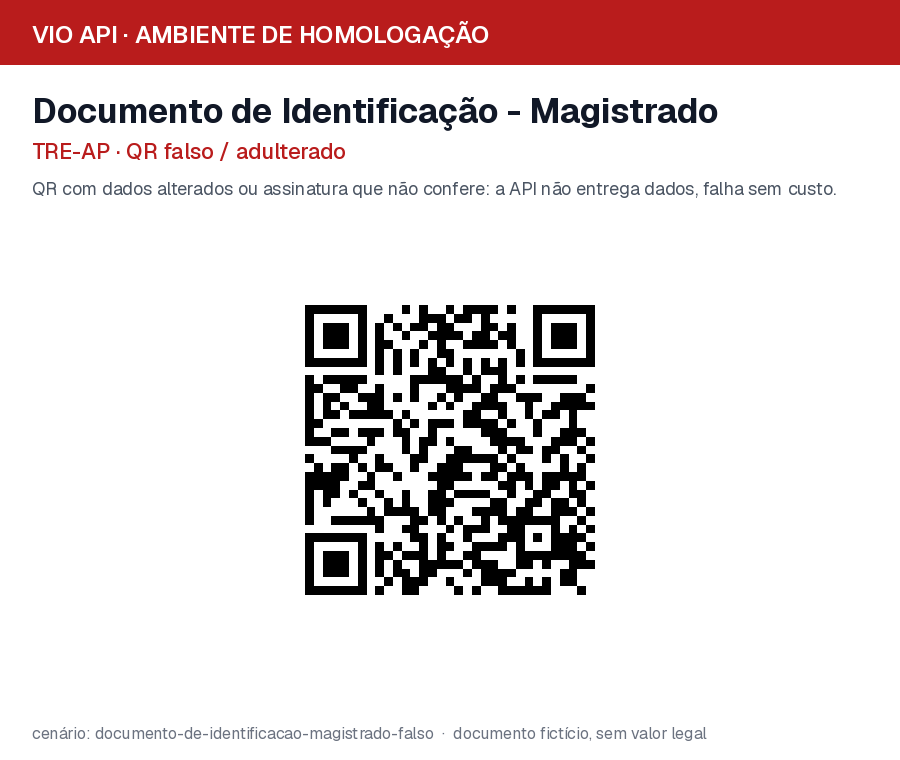 VIO API · AMBIENTE DE HOMOLOGAÇÃO
Documento de Identificação - Magistrado
TRE-AP · QR falso / adulterado
QR com dados alterados ou assinatura que não confere: a API não entrega dados, falha sem custo.
cenário: documento-de-identificacao-magistrado-falso · documento fictício, sem valor legal